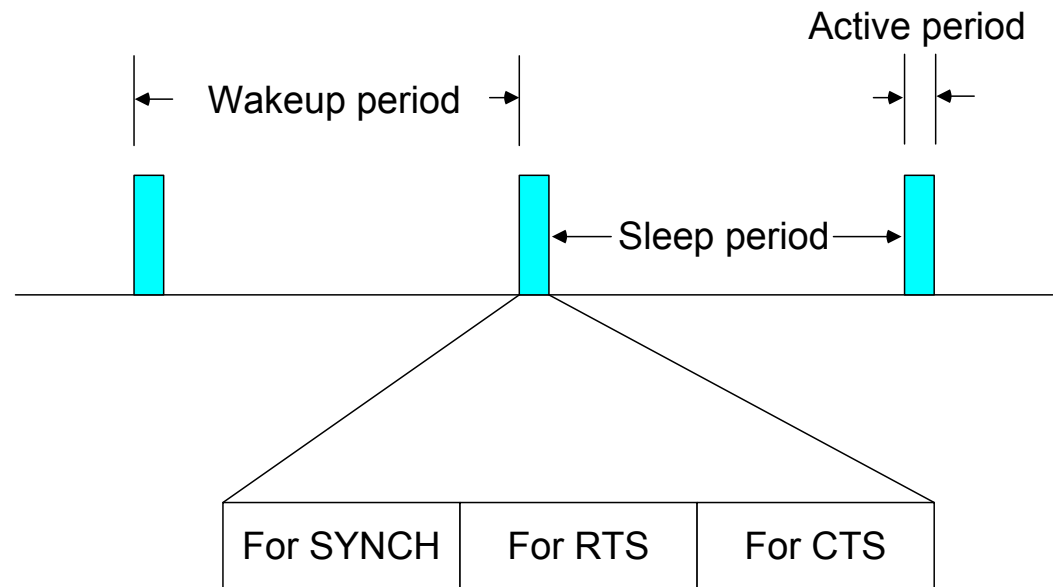 Active period
Wakeup period
Sleep period
For SYNCH
For RTS
For CTS